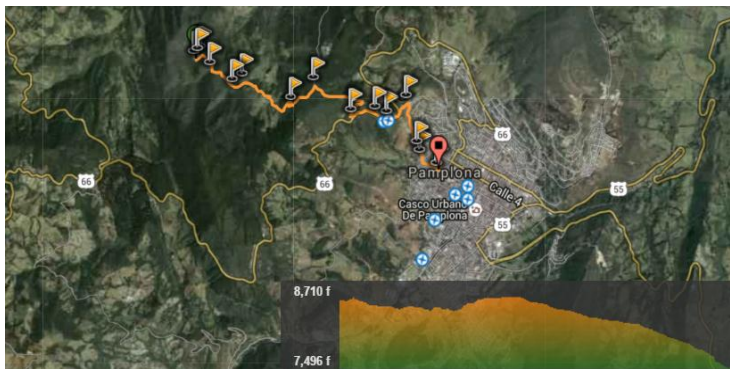 66
66
66
55
55
Pamplona
Calle 4
Casco Urbano
De Pamplona
8,710 f
7,496 f